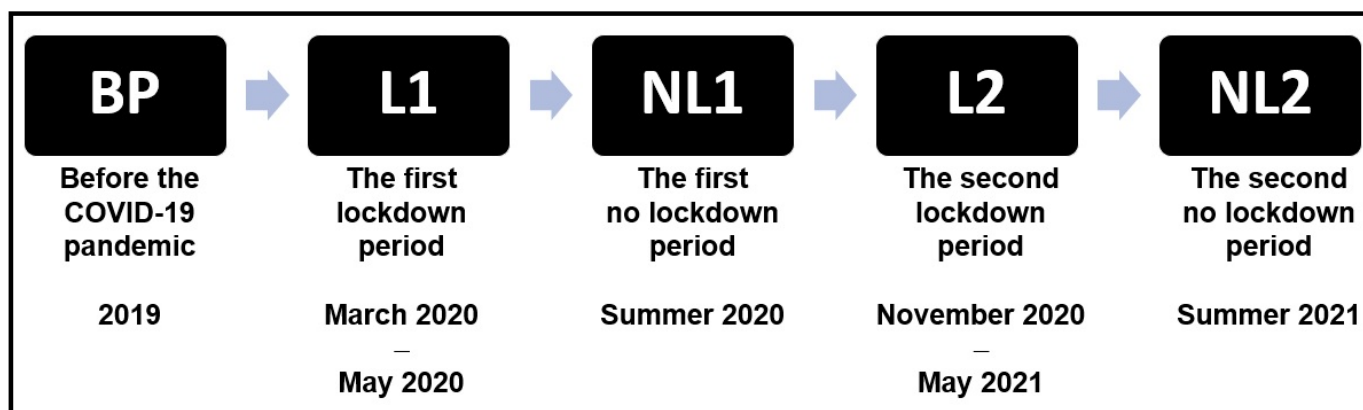 BP
L1
NL1
L2
NL2
Before the
COVID-19
pandemic
2019
The first
lockdown
period
March 2020
–
May 2020
The first
no lockdown
period
Summer 2020
The second
lockdown
period
November 2020
–
May 2021
The second
no lockdown
period
Summer 2021